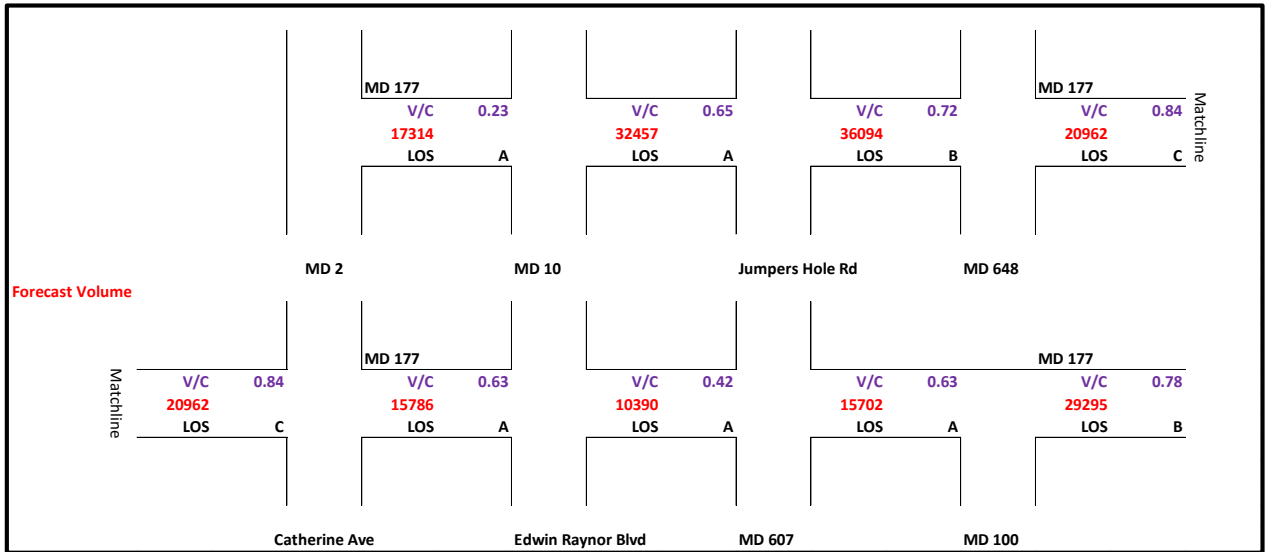 MD 177 MD 177
V/C 0.23 V/C 0.65 V/C 0.72 V/C 0.84
17314 32457 36094 20962
LOS A LOS A LOS B LOS C
Matchline
MD 2 MD 10 Jumpers Hole Rd MD 648
Forecast Volume
MD 177 MD 177
Matchline
V/C 0.84 V/C 0.63 V/C 0.42 V/C 0.63 V/C 0.78
20962 15786 10390 15702 29295
LOS C LOS A LOS A LOS A LOS B
Catherine Ave Edwin Raynor Blvd MD 607 MD 100